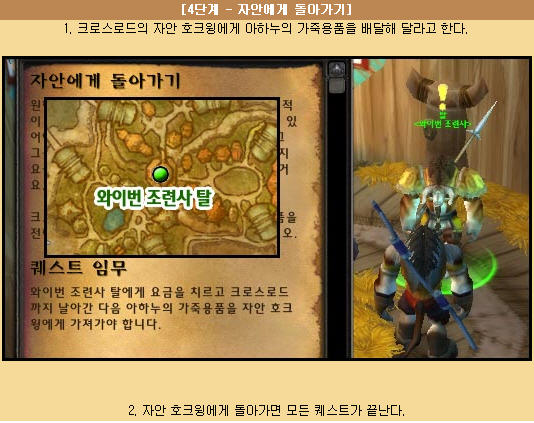 [4단계 - 자안에게 돌아가기]
1. 크로스로드의 자안 호크윙에게 아하누의 가죽용품을 배달해 달라고 한다.
자안에게 돌아가기
탈
<와이번 조련사>
와이번 조련사 탈
퀘스트 임무
와이번 조련사 탈에게 요금을 치르고 크로스로드
까지 날아간 다음 아하누의 가죽용품을 자안 호크
윙에게 가져가야 합니다.
2. 자안 호크윙에게 돌아가면 모든 퀘스트가 끝난다.